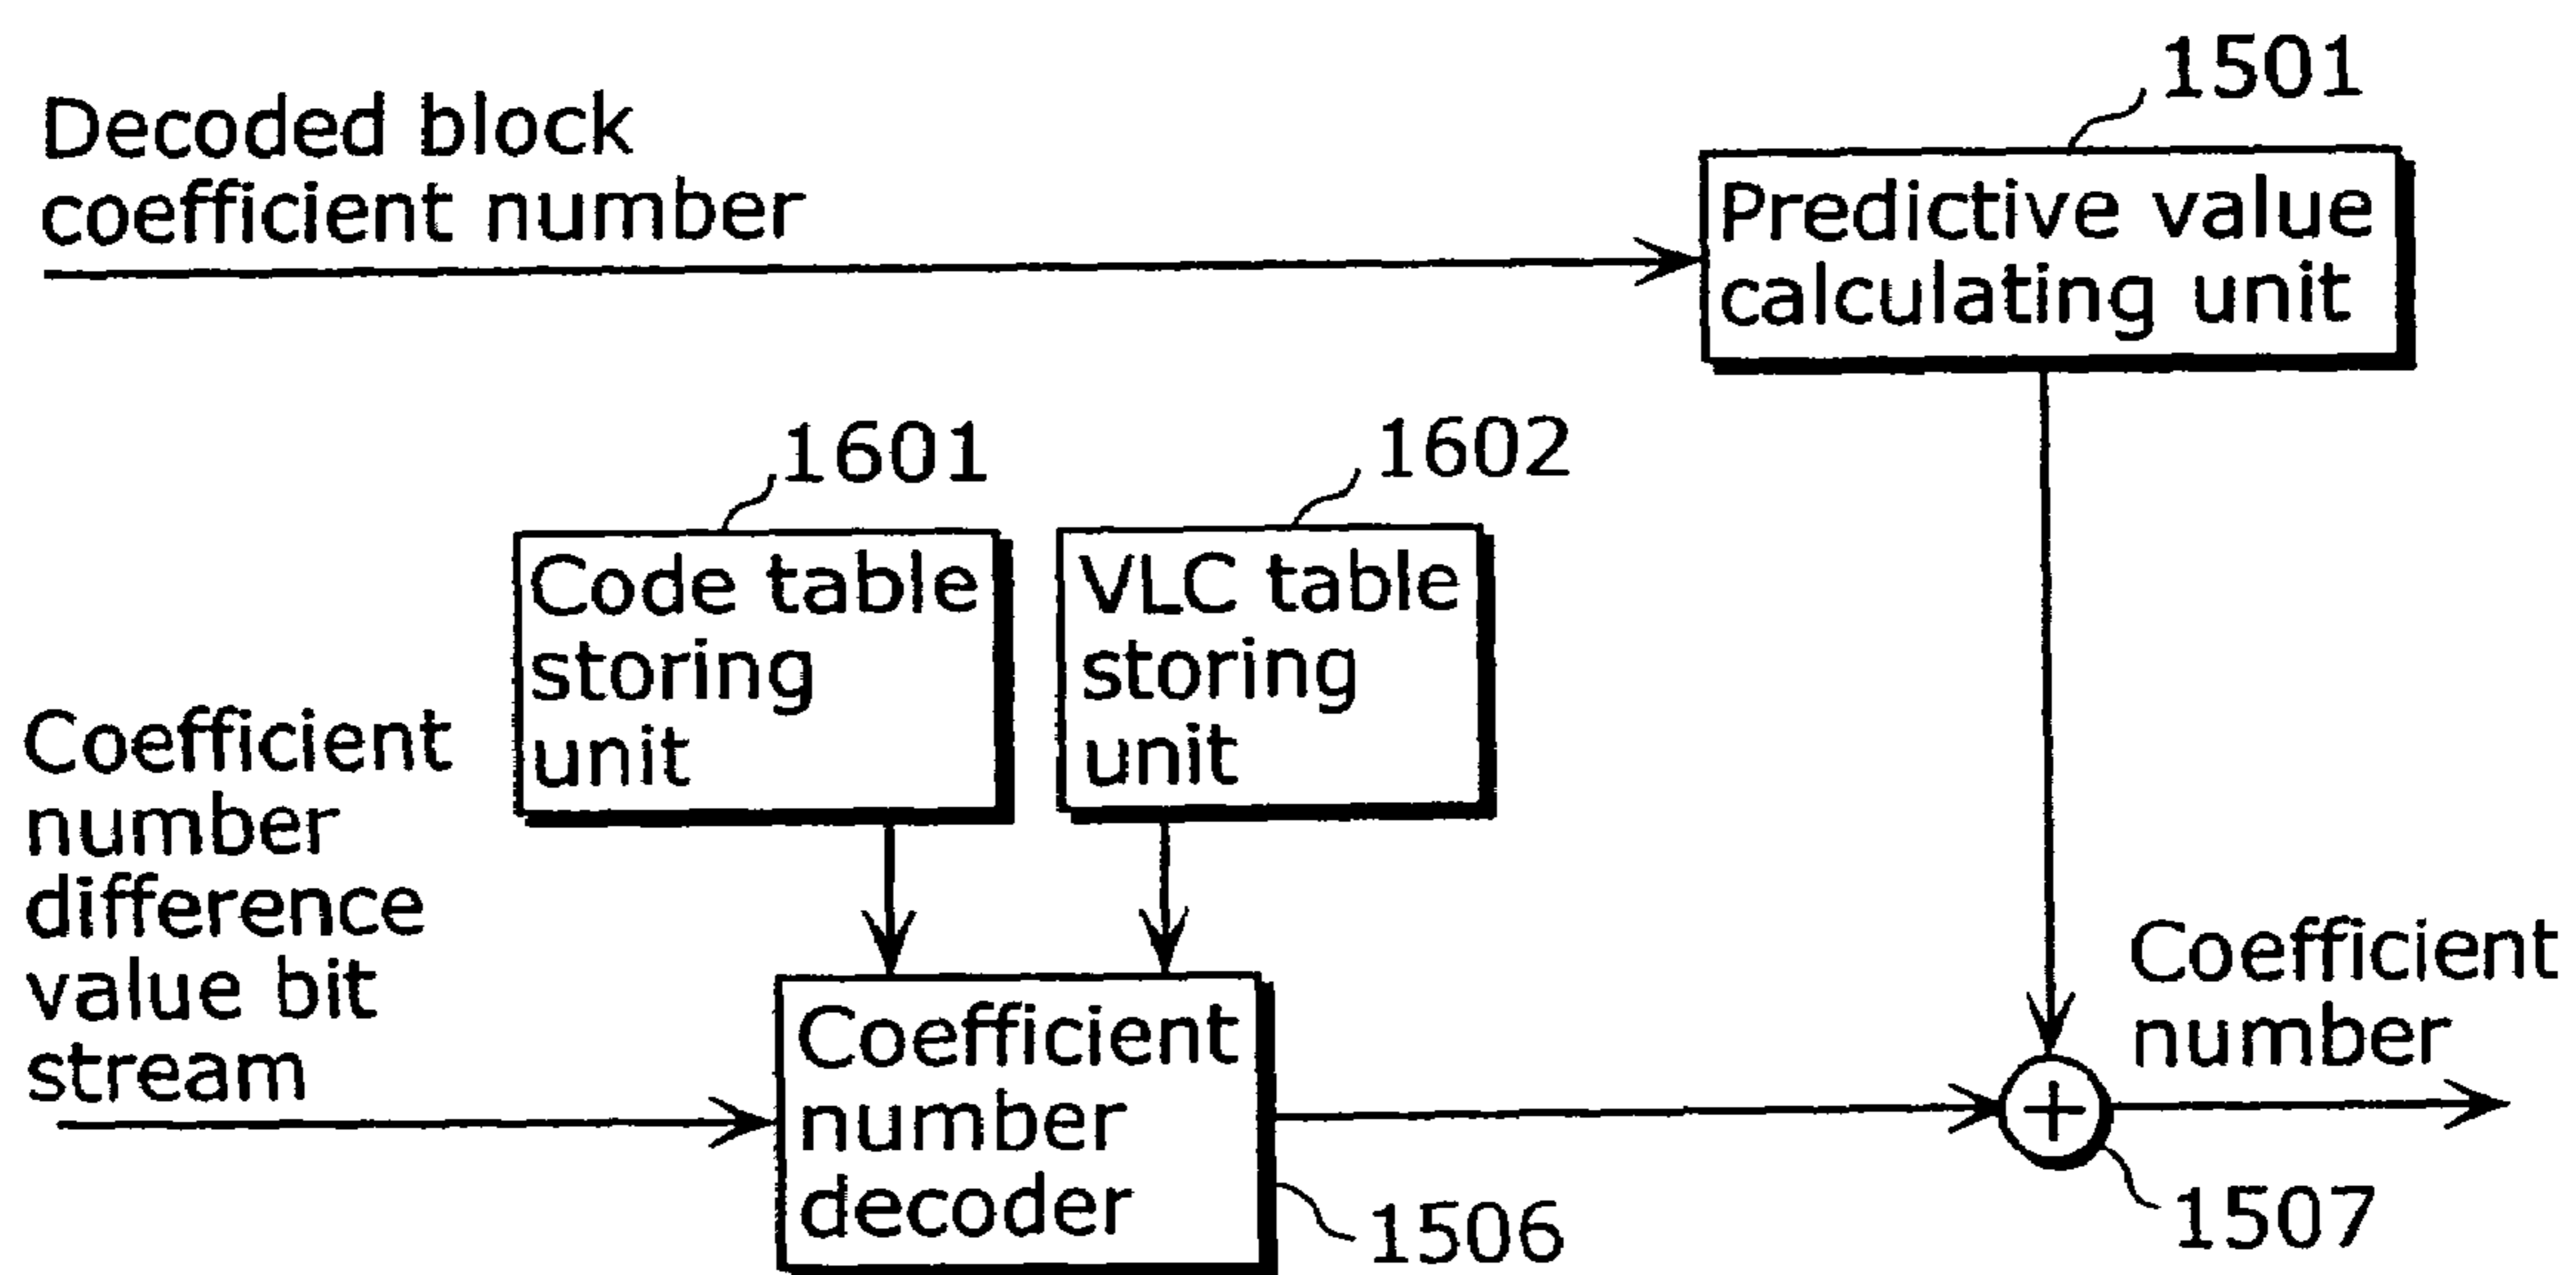 1501
Decoded block
coefficient number
Predictive value
calculating unit
1601
1602
Code table
storing
unit
VLC table
storing
unit
Coefficient
number
difference
value bit
stream
Coefficient
number
decoder
Coefficient
number
+
1506
1507